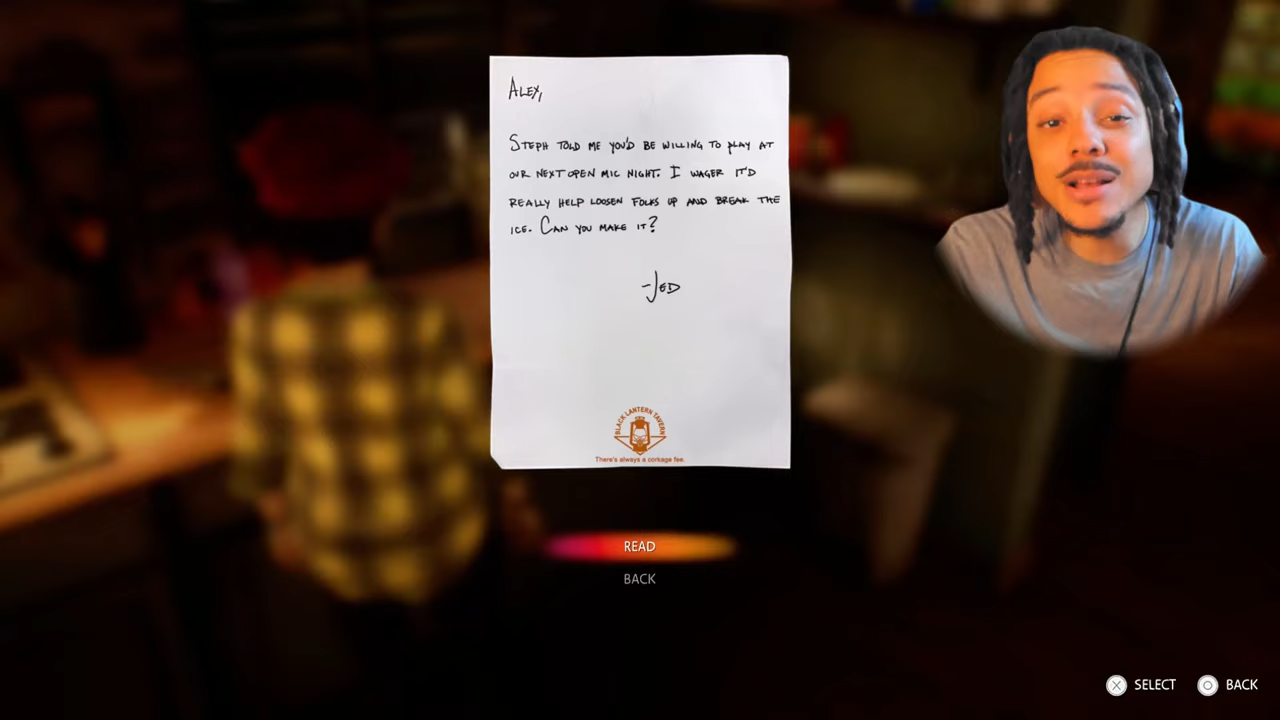 Alex,
Steph told me you'd be willing to play at
our next open mic night. I wager it'd
really help loosen folks up and break the
ice. Can you make it?
-Jed
BLACK LANTERN TAVERN
There's always a corkage fee.
READ
BACK
SELECT BACK